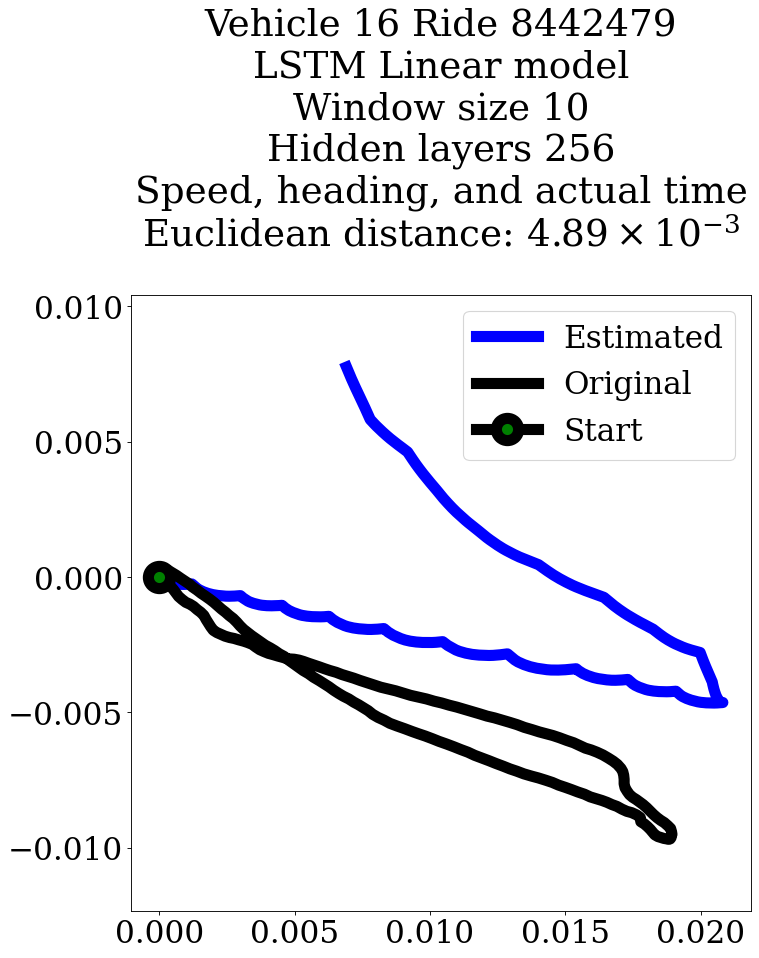 Vehicle 16 Ride 8442479
LSTM Linear model
Window size 10
Hidden layers 256
Speed, heading, and actual time
Euclidean distance: 4.89 × 10⁻³
0.010
Estimated
Original
Start
0.005
0.000
−0.005
−0.010
0.000 0.005 0.010 0.015 0.020